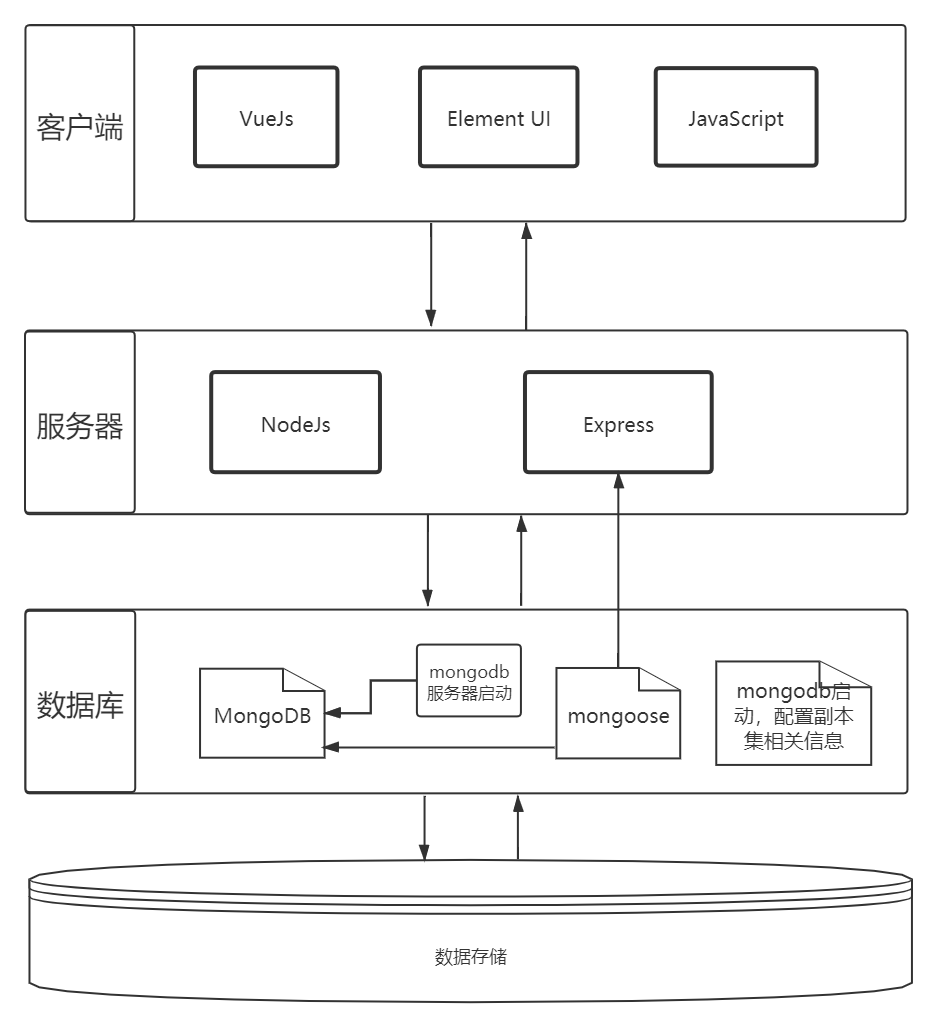 客户端
VueJs
Element UI
JavaScript
服务器
NodeJs
Express
数据库
MongoDB
mongodb
服务器启动
mongoose
mongodb启
动，配置副本
集相关信息
数据存储